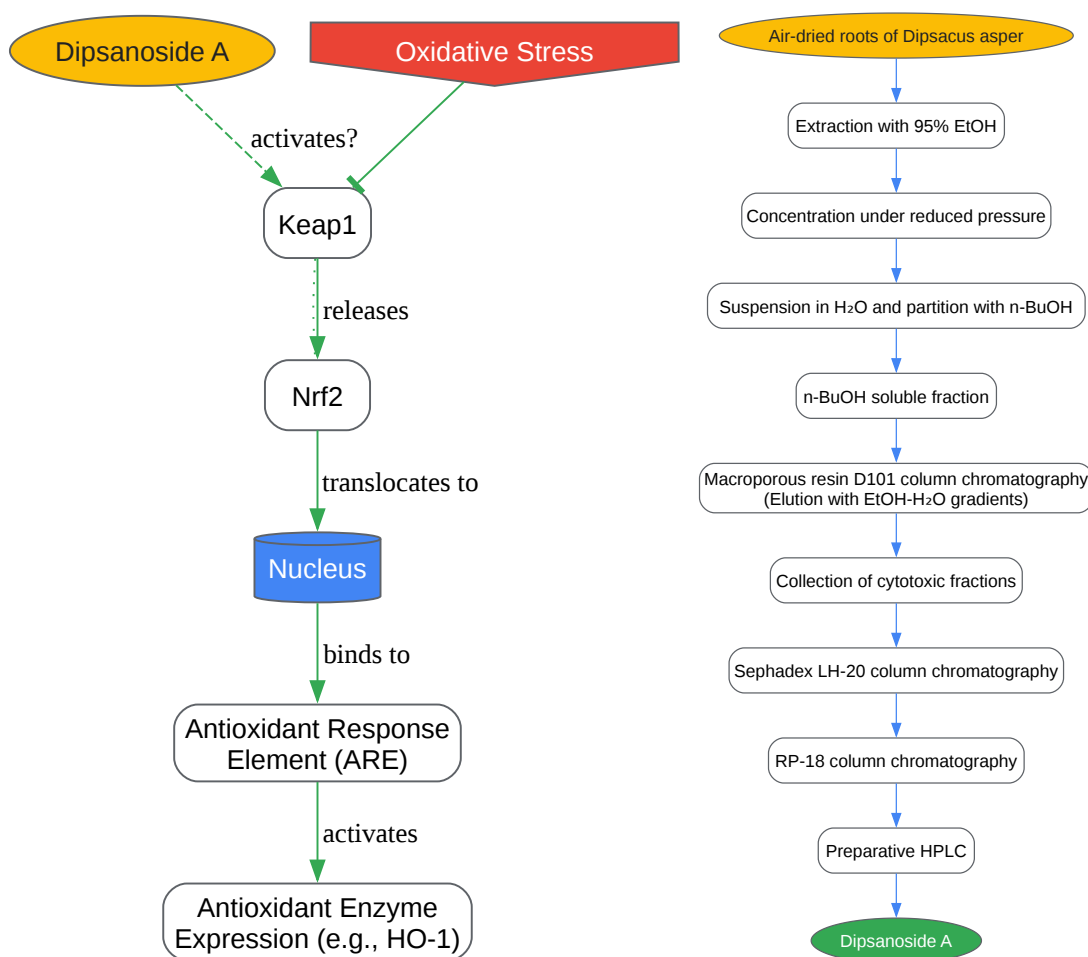 Dipsanoside A
Oxidative Stress
activates?
Keap1
releases
Nrf2
translocates to
Nucleus
binds to
Antioxidant Response
Element (ARE)
activates
Antioxidant Enzyme
Expression (e.g., HO-1)
Air-dried roots of Dipsacus asper
Extraction with 95% EtOH
Concentration under reduced pressure
Suspension in H₂O and partition with n-BuOH
n-BuOH soluble fraction
Macroporous resin D101 column chromatography
(Elution with EtOH-H₂O gradients)
Collection of cytotoxic fractions
Sephadex LH-20 column chromatography
RP-18 column chromatography
Preparative HPLC
Dipsanoside A